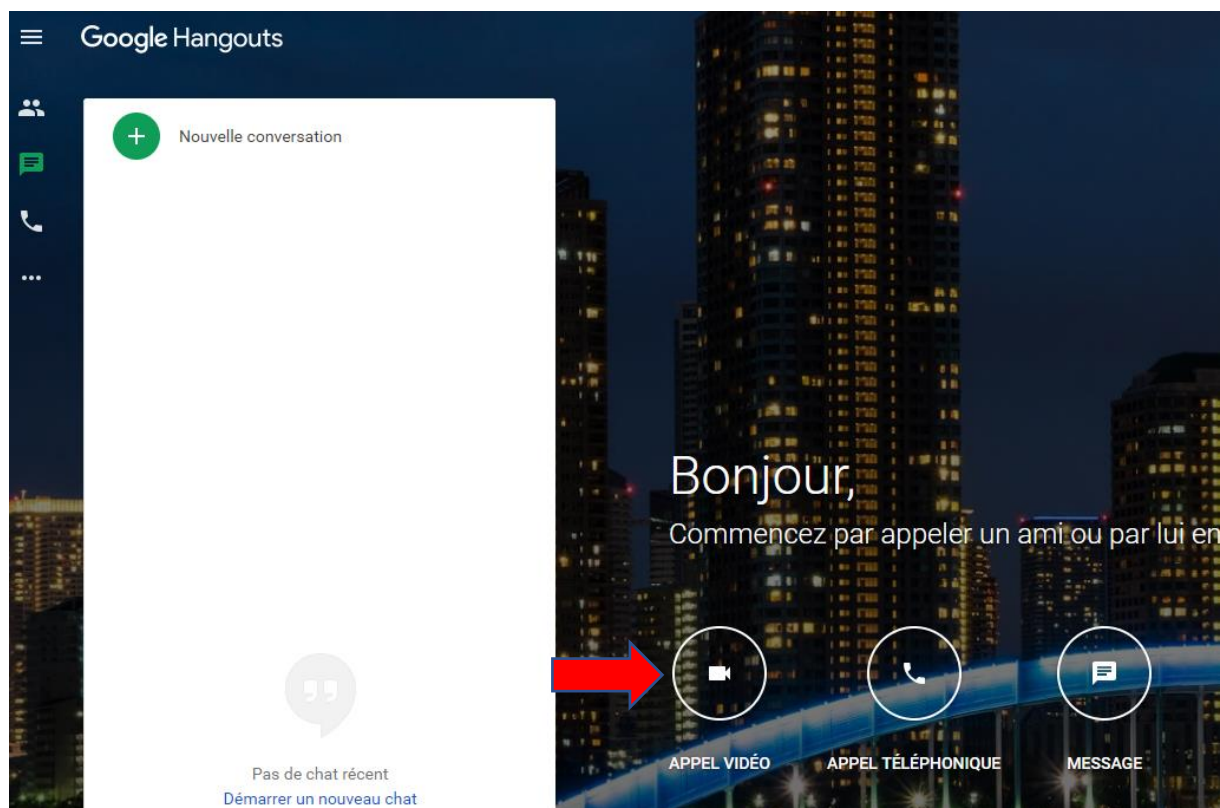 Google Hangouts
Nouvelle conversation
Bonjour,
Commencez par appeler un ami ou par lui
APPEL VIDÉO
APPEL TÉLÉPHONIQUE
MESSAGE
Pas de chat récent
Démarrer un nouveau chat